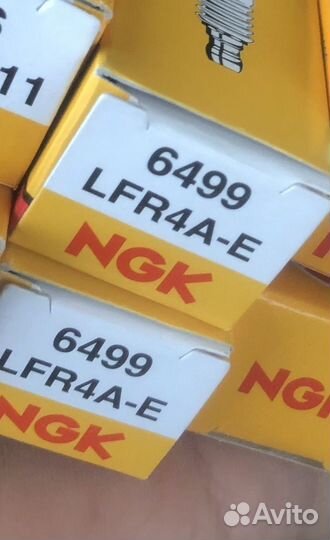 11
6499
LFR4A-E
NGK
6499
LFR4A-E
NGK
NGK
Avito